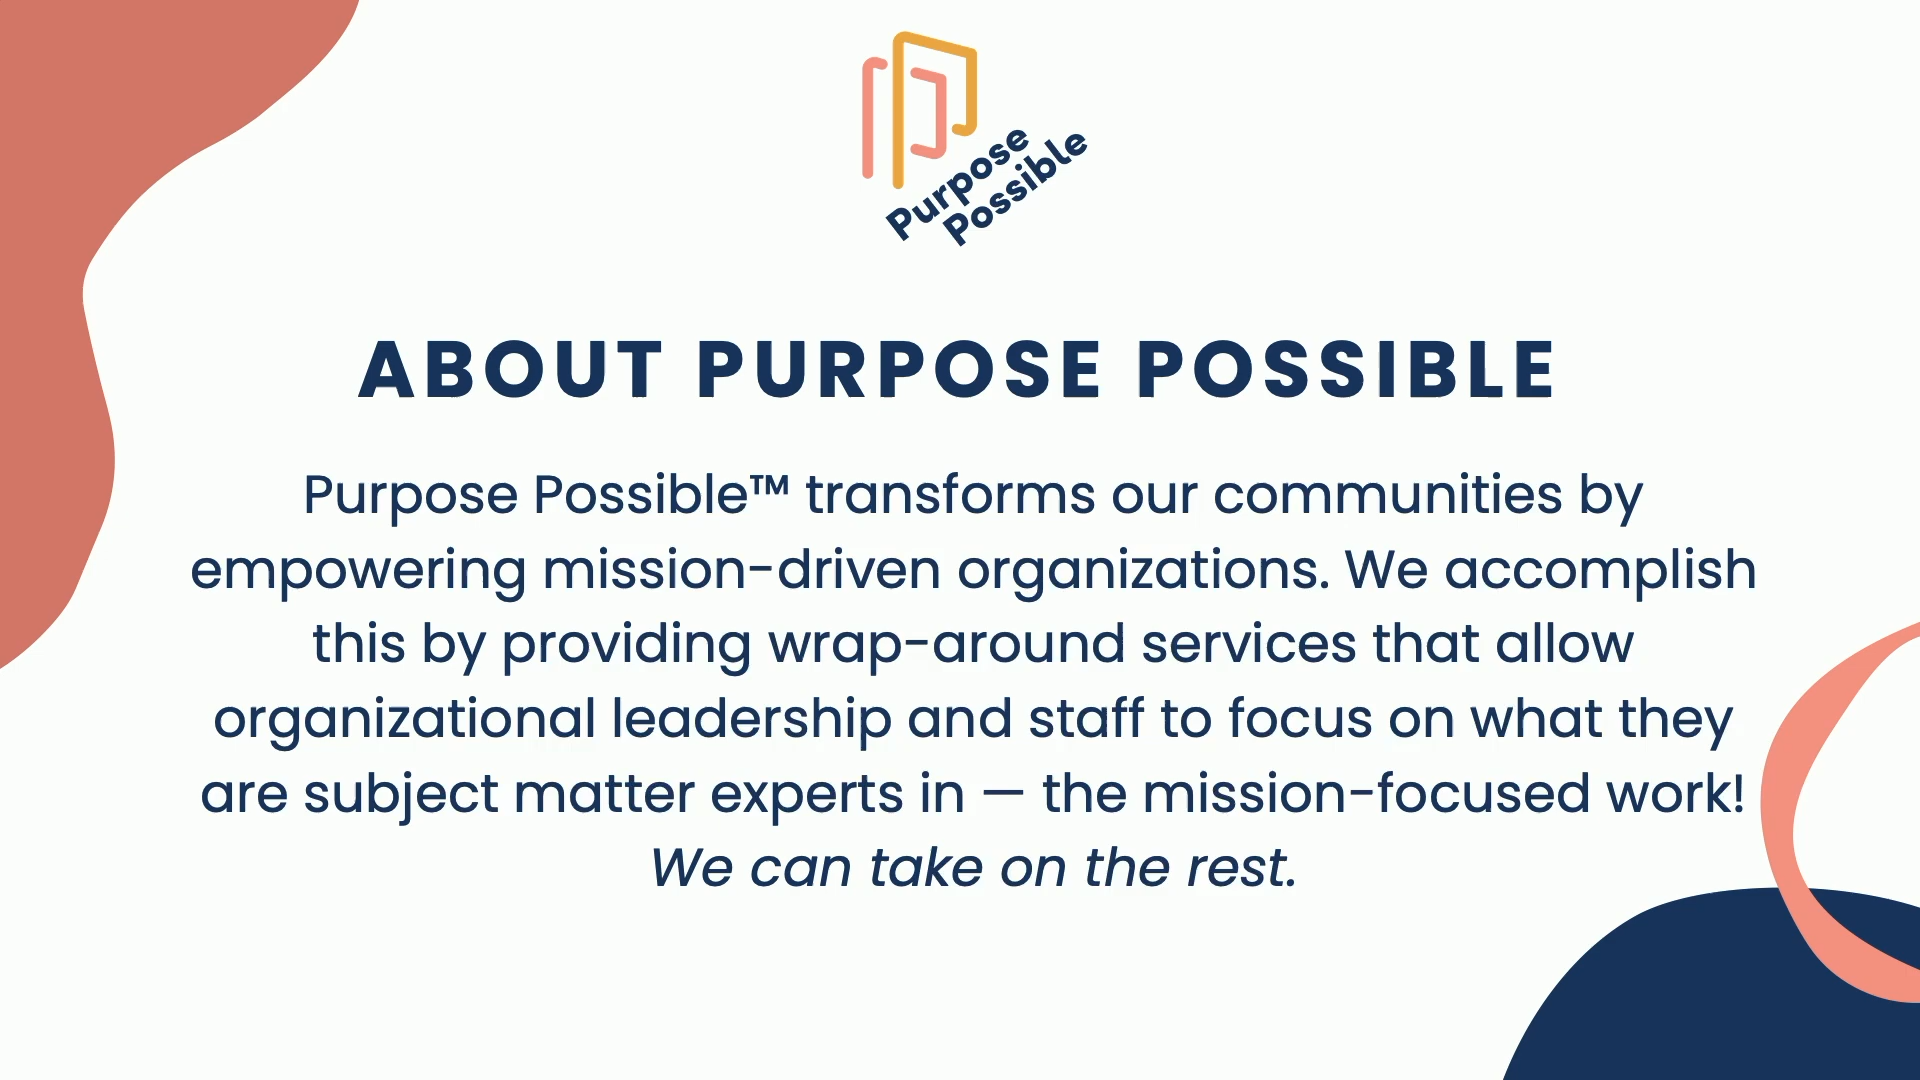 Purpose
Possible
ABOUT PURPOSE POSSIBLE
Purpose Possible™ transforms our communities by
empowering mission-driven organizations. We accomplish
this by providing wrap-around services that allow
organizational leadership and staff to focus on what they
are subject matter experts in — the mission-focused work!
We can take on the rest.